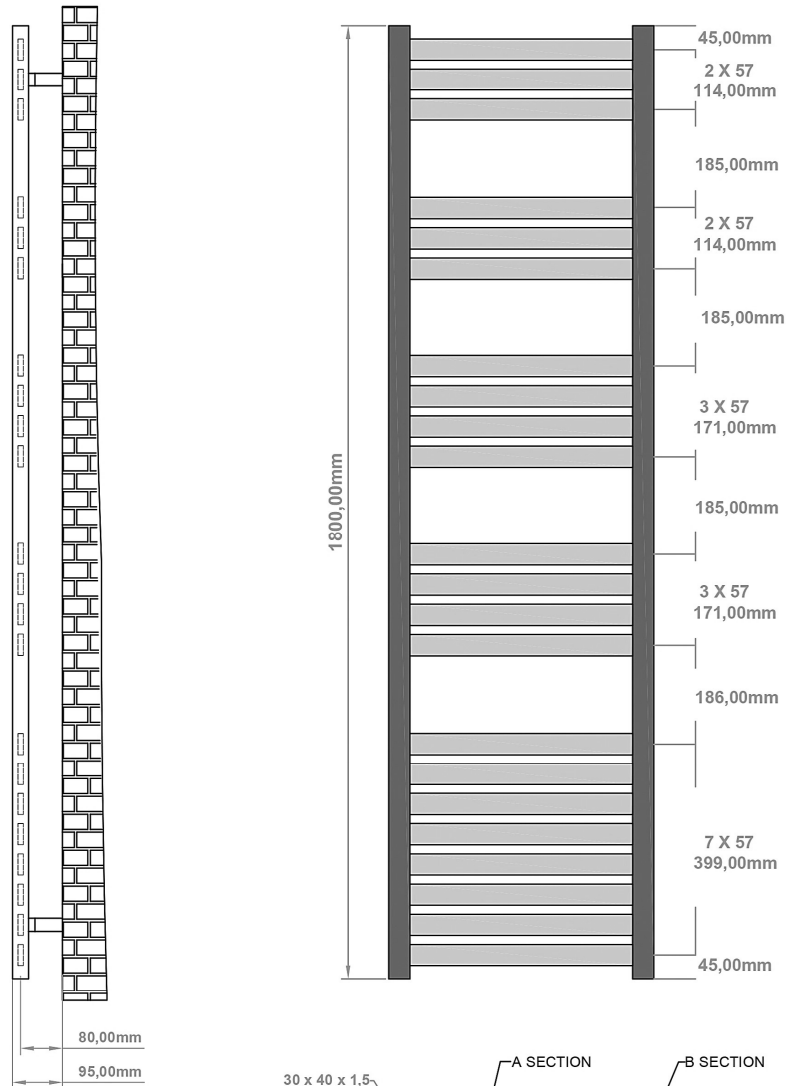 45,00mm
2 X 57
114,00mm
185,00mm
2 X 57
114,00mm
185,00mm
3 X 57
171,00mm
1800,00mm
185,00mm
3 X 57
171,00mm
186,00mm
7 X 57
399,00mm
45,00mm
80,00mm
95,00mm
30 x 40 x 1,5
A SECTION
B SECTION